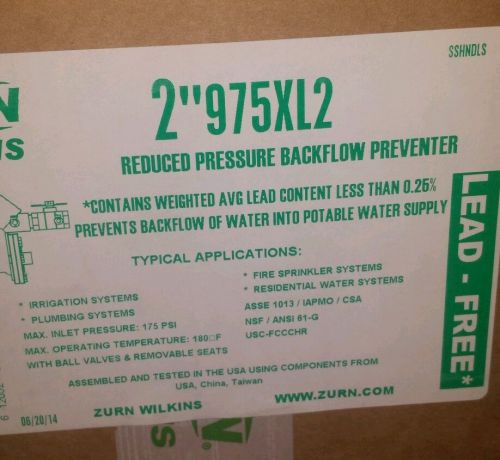 SSHNDLS
N
NS
2"975XL2
REDUCED PRESSURE BACKFLOW PREVENTER
*CONTAINS WEIGHTED AVG LEAD CONTENT LESS THAN 0.25%
PREVENTS BACKFLOW OF WATER INTO POTABLE WATER SUPPLY
LEAD-FREE*
TYPICAL APPLICATIONS:
* IRRIGATION SYSTEMS
* PLUMBING SYSTEMS
* FIRE SPRINKLER SYSTEMS
* RESIDENTIAL WATER SYSTEMS
MAX. INLET PRESSURE: 175 PSI
MAX. OPERATING TEMPERATURE: 180□F
WITH BALL VALVES & REMOVABLE SEATS
ASSE 1013 / IAPMO / CSA
NSF / ANSI 61-G
USC-FCCCHR
ASSEMBLED AND TESTED IN THE USA USING COMPONENTS FROM
USA, China, Taiwan
06/20/14
ZURN WILKINS
WWW.ZURN.COM